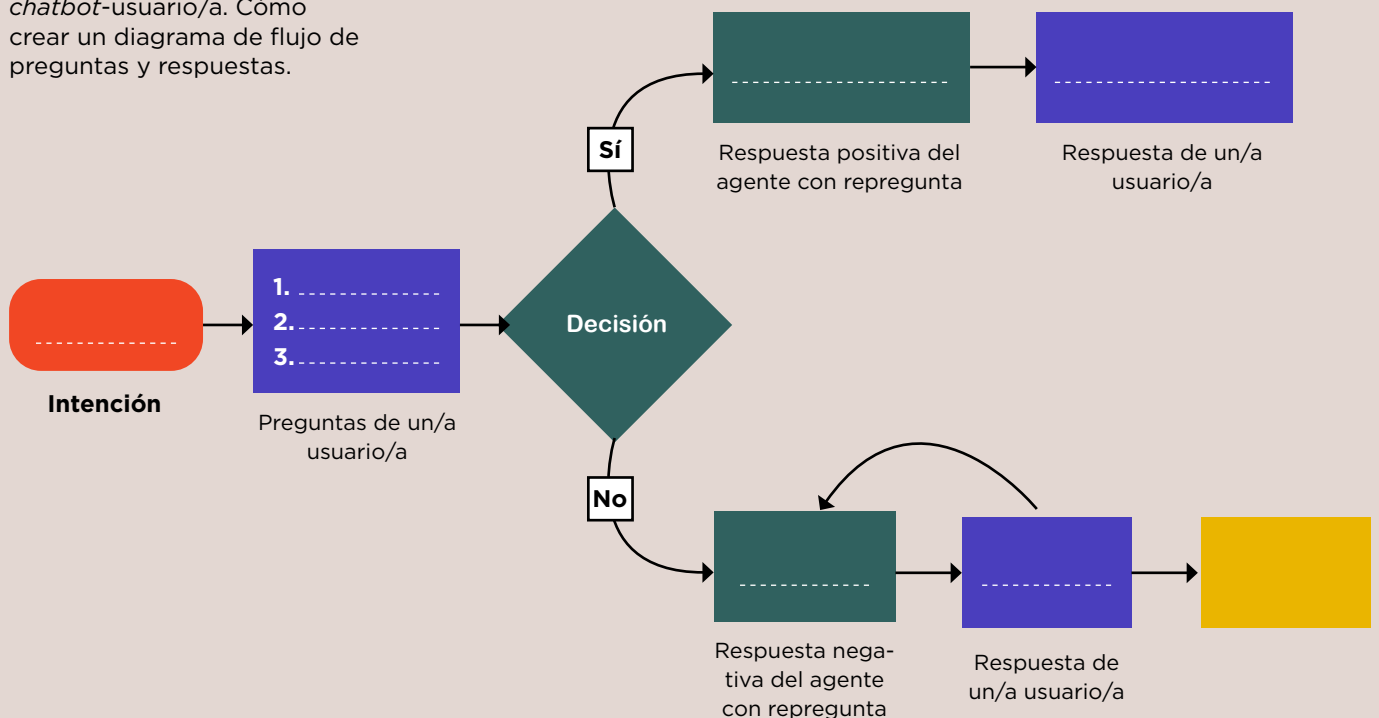 chatbot-usuario/a. Cómo
crear un diagrama de flujo de
preguntas y respuestas.
Sí
Respuesta positiva del
agente con repregunta
Respuesta de un/a
usuario/a
1.
2.
3.
Decisión
Intención
Preguntas de un/a
usuario/a
No
Respuesta nega-
tiva del agente
con repregunta
Respuesta de
un/a usuario/a